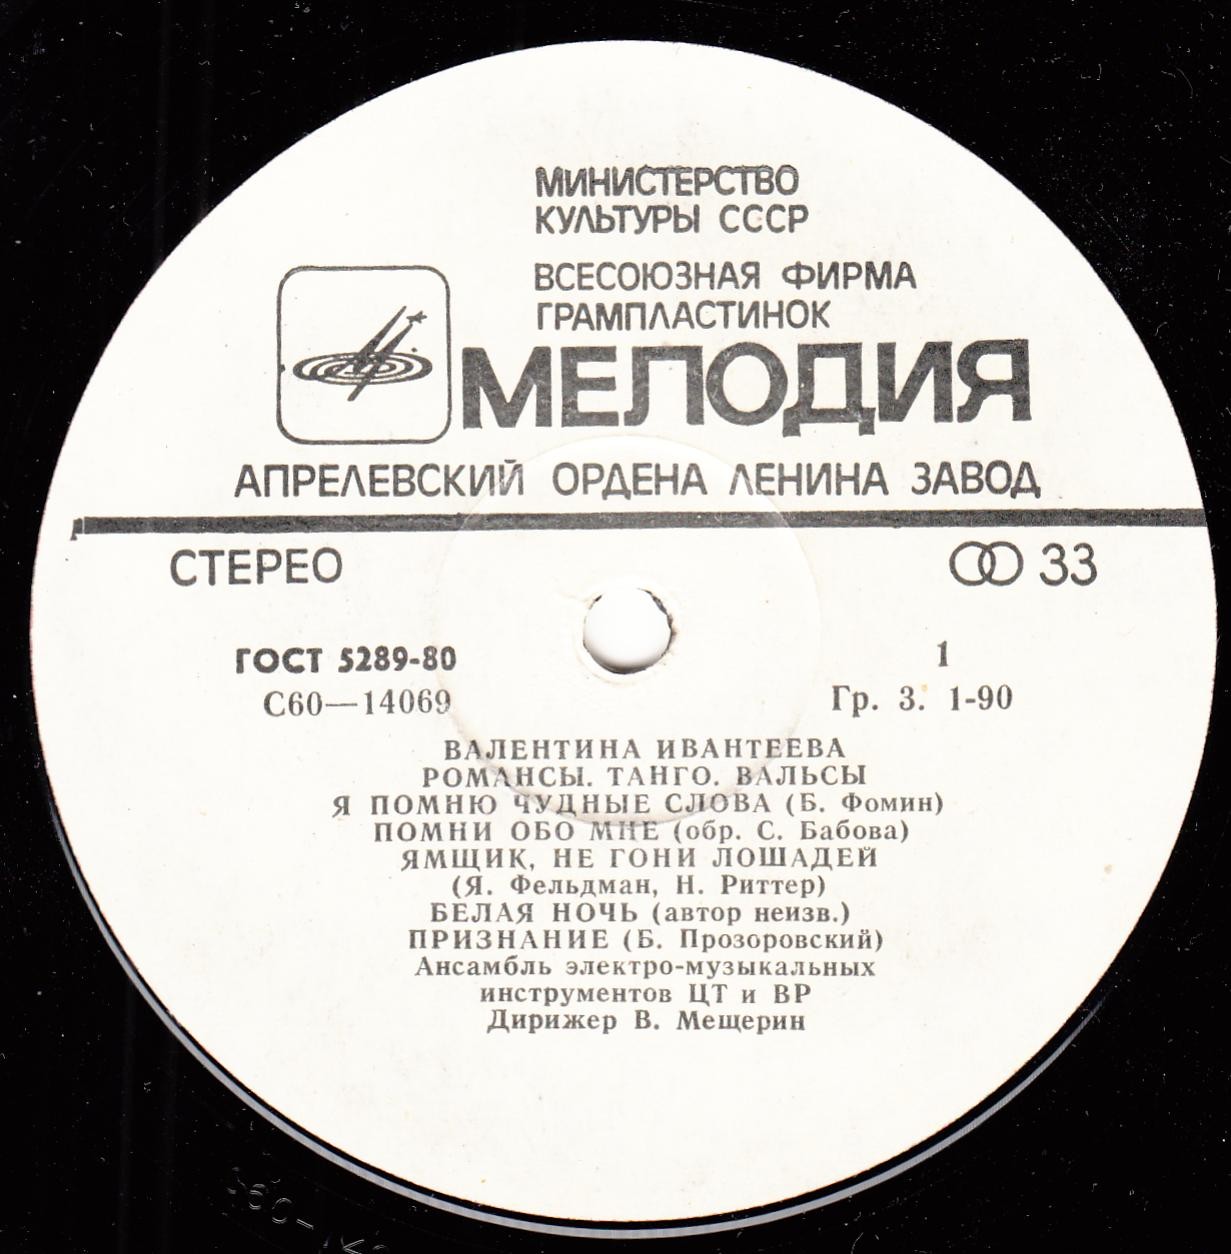 МИНИСТЕРСТВО
КУЛЬТУРЫ СССР
ВСЕСОЮЗНАЯ ФИРМА
ГРАМПЛАСТИНОК
МЕЛОДИЯ
АПРЕЛЕВСКИЙ ОРДЕНА ЛЕНИНА ЗАВОД
СТЕРЕО
33
ГОСТ 5289-80
1
С60—14069
Гр. 3. 1-90
ВАЛЕНТИНА ИВАНТЕЕВА
РОМАНСЫ. ТАНГО. ВАЛЬСЫ
Я ПОМНЮ ЧУДНЫЕ СЛОВА (Б. Фомин)
ПОМНИ ОБО МНЕ (обр. С. Бабова)
ЯМЩИК, НЕ ГОНИ ЛОШАДЕЙ
(Я. Фельдман, Н. Риттер)
БЕЛАЯ НОЧЬ (автор неизв.)
ПРИЗНАНИЕ (Б. Прозоровский)
Ансамбль электро-музыкальных
инструментов ЦТ и ВР
Дирижер В. Мещерин